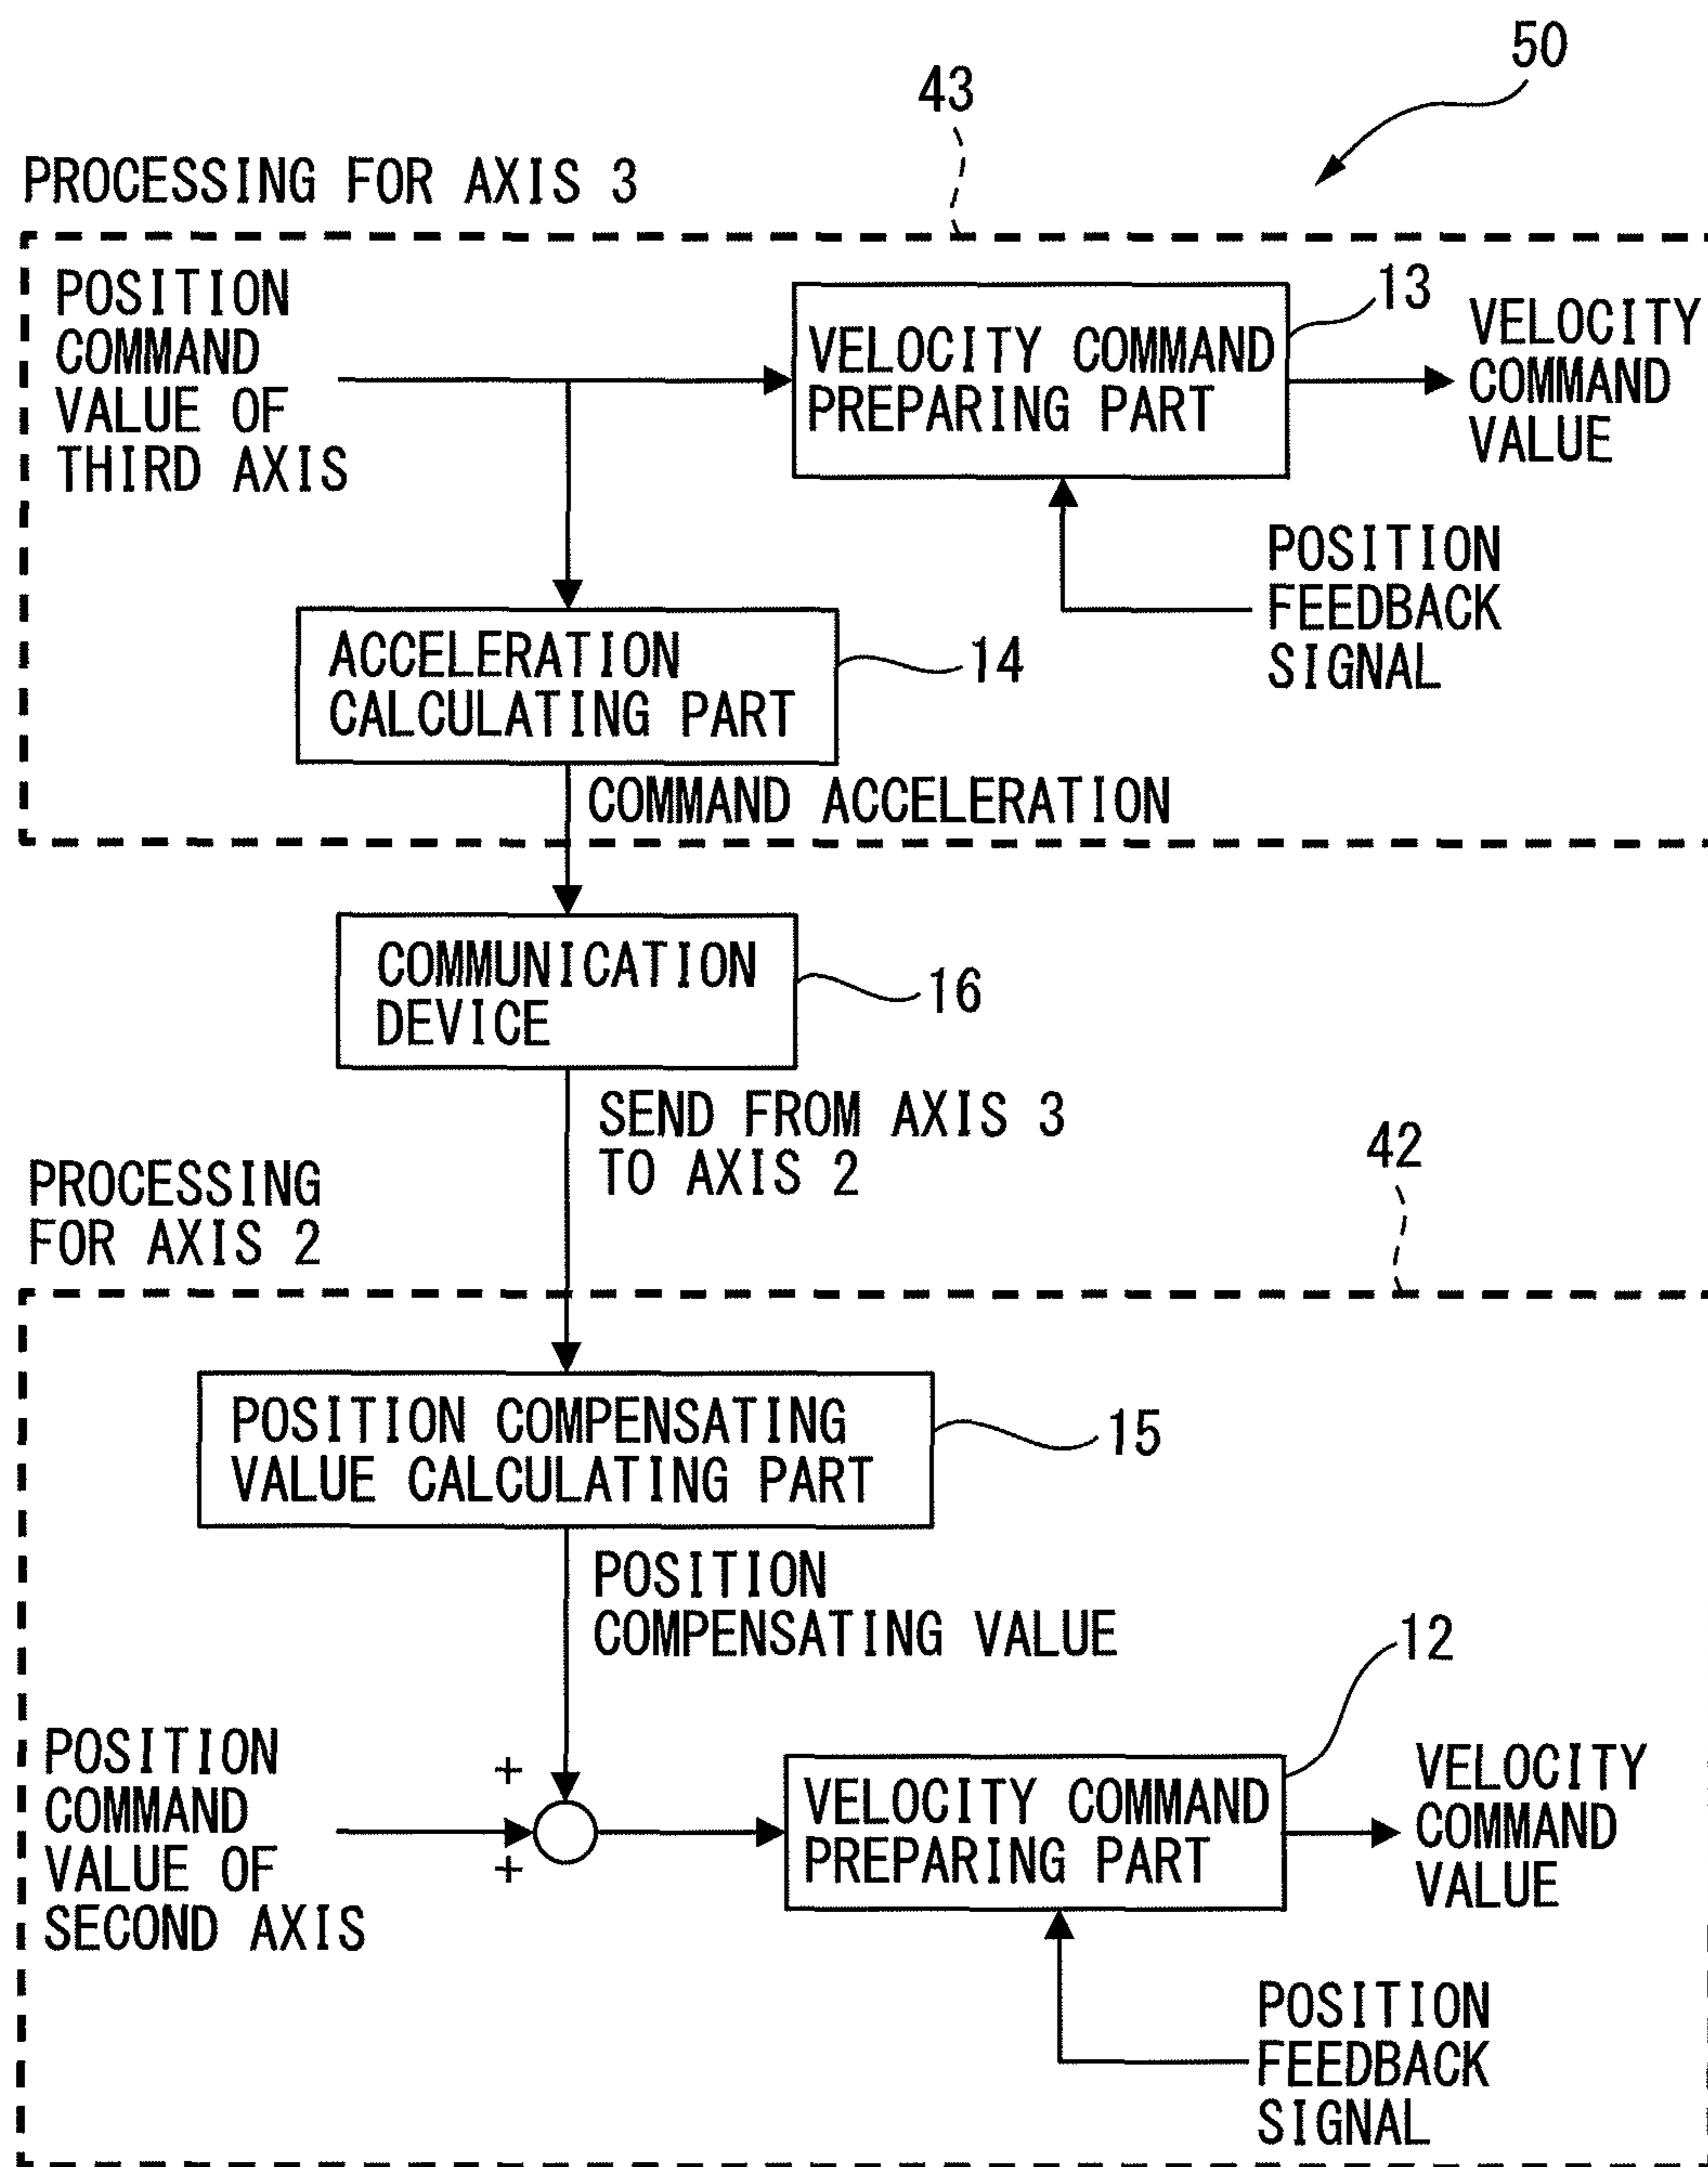 50
43
PROCESSING FOR AXIS 3
POSITION
COMMAND
VALUE OF
THIRD AXIS
VELOCITY COMMAND
PREPARING PART
13
VELOCITY
COMMAND
VALUE
POSITION
FEEDBACK
SIGNAL
ACCELERATION
CALCULATING PART
14
COMMAND ACCELERATION
COMMUNICATION
DEVICE
16
SEND FROM AXIS 3
TO AXIS 2
PROCESSING
FOR AXIS 2
42
POSITION COMPENSATING
VALUE CALCULATING PART
15
POSITION
COMPENSATING VALUE
POSITION
COMMAND
VALUE OF
SECOND AXIS
+
+
VELOCITY COMMAND
PREPARING PART
12
VELOCITY
COMMAND
VALUE
POSITION
FEEDBACK
SIGNAL